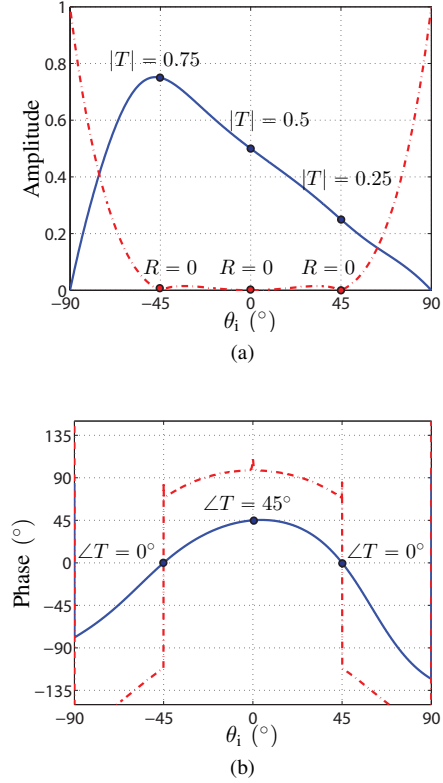 1
|T| = 0.75
0.8
|T| = 0.5
0.6
Amplitude
|T| = 0.25
0.4
0.2
R = 0 R = 0 R = 0
0
−90 −45 0 45 90
θi (°)
(a)
135
90
∠T = 45°
45
∠T = 0° ∠T = 0°
0
Phase (°)
−45
−90
−135
−90 −45 0 45 90
θi (°)
(b)